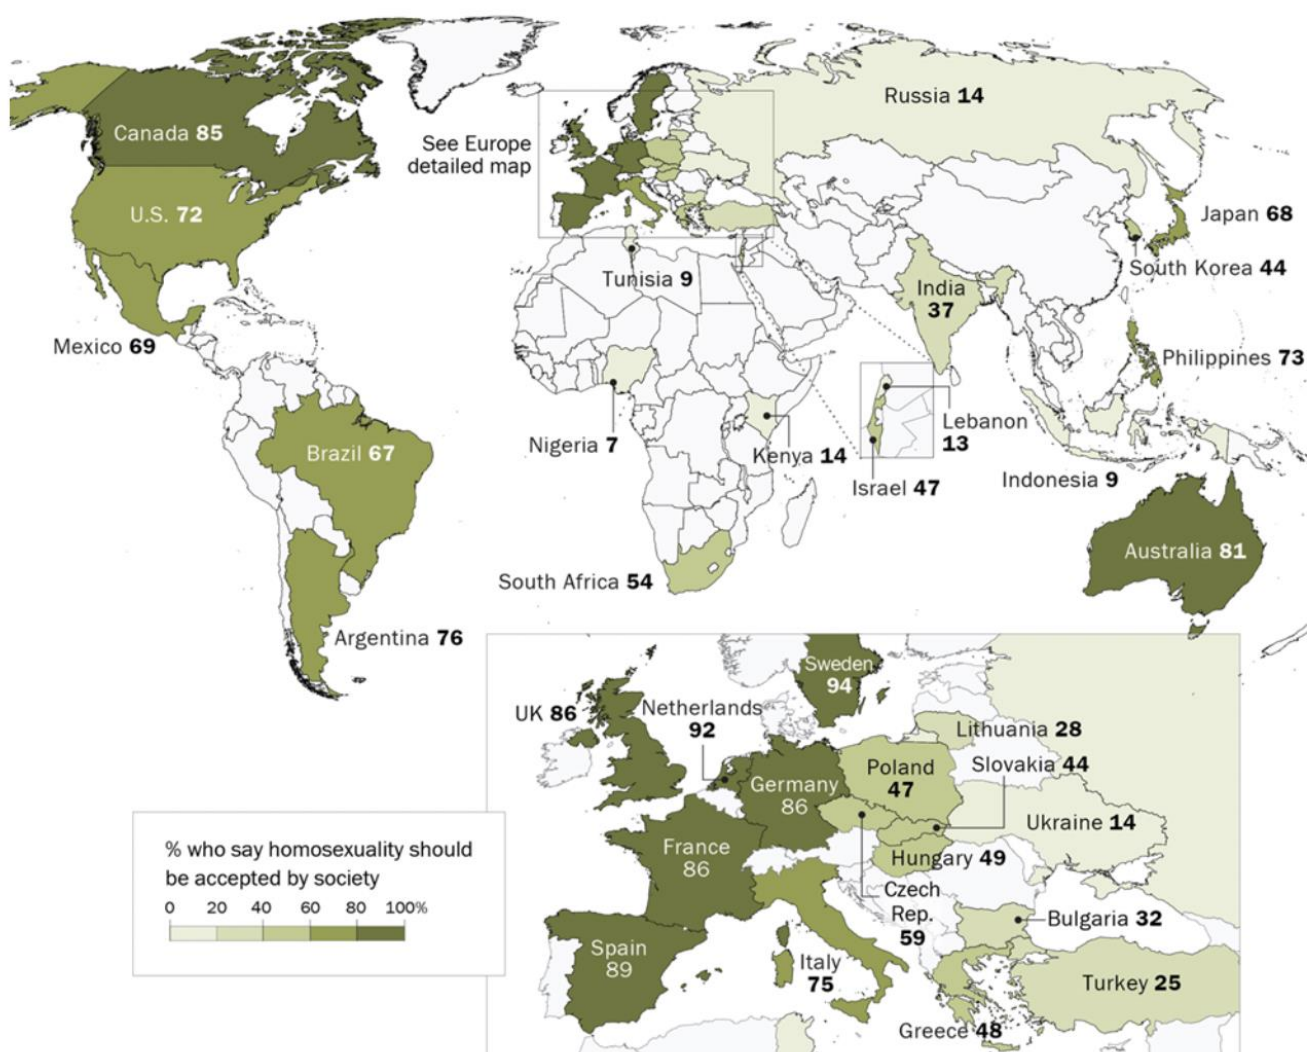 Canada 85
Russia 14
See Europe
detailed map
U.S. 72
Japan 68
South Korea 44
Tunisia 9
India
37
Mexico 69
Philippines 73
Lebanon
13
Nigeria 7
Kenya 14
Brazil 67
Israel 47
Indonesia 9
Australia 81
South Africa 54
Argentina 76
Sweden
94
UK 86
Netherlands
92
Lithuania 28
Slovakia 44
Poland
47
Germany
86
Ukraine 14
France
86
Hungary 49
Czech
Rep.
59
Bulgaria 32
Spain
89
Italy
75
Turkey 25
Greece 48
% who say homosexuality should
be accepted by society
0 20 40 60 80 100%